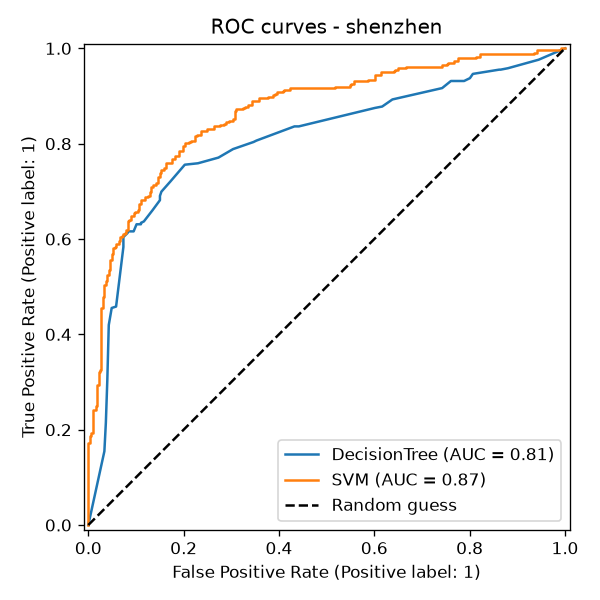 ROC curves - shenzhen
True Positive Rate (Positive label: 1)
1.0
0.8
0.6
0.4
0.2
0.0
DecisionTree (AUC = 0.81)
SVM (AUC = 0.87)
Random guess
0.0 0.2 0.4 0.6 0.8 1.0
False Positive Rate (Positive label: 1)